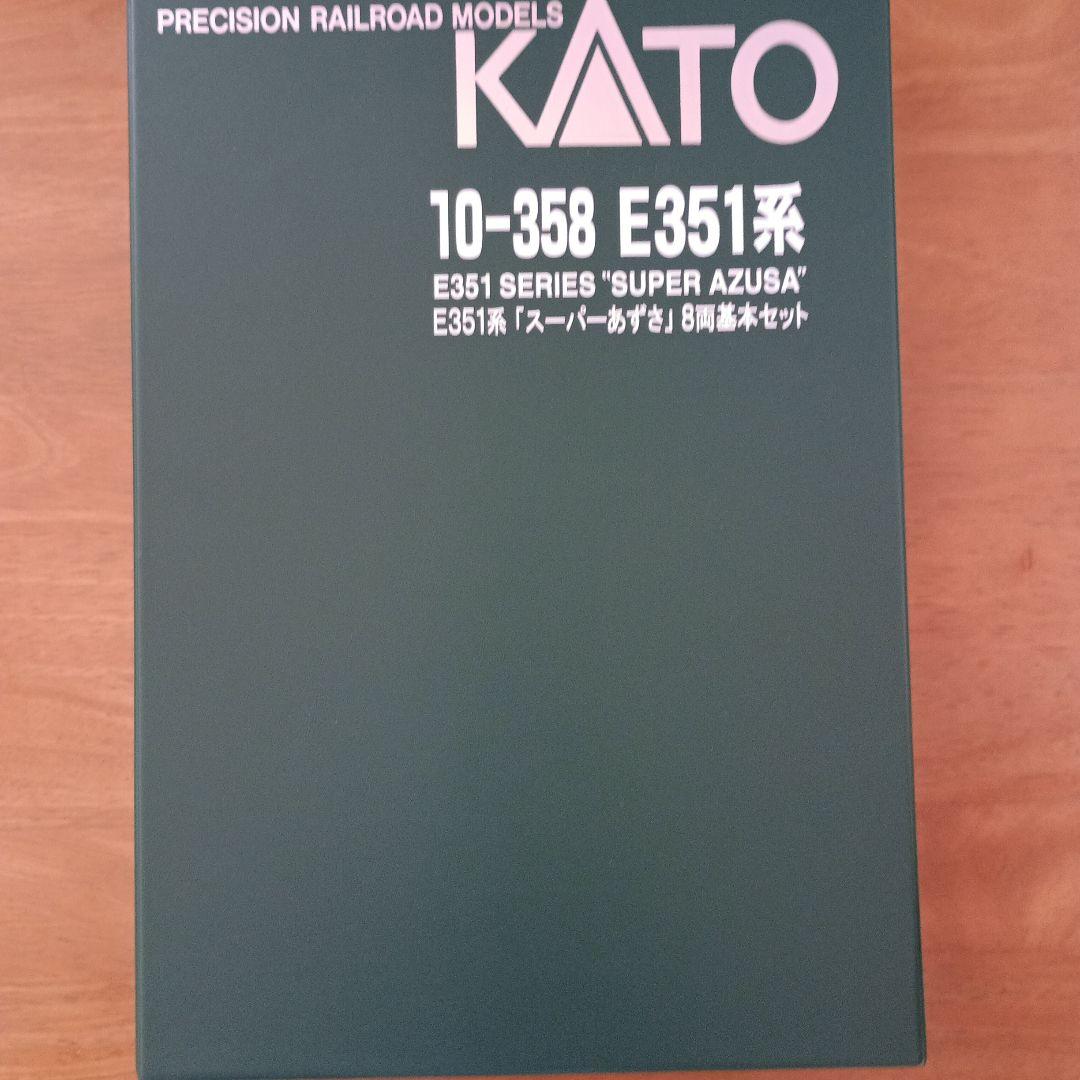 PRECISION RAILROAD MODELS
KATO
10-358 E351系
E351 SERIES "SUPER AZUSA"
E351系「スーパーあずさ」8両基本セット